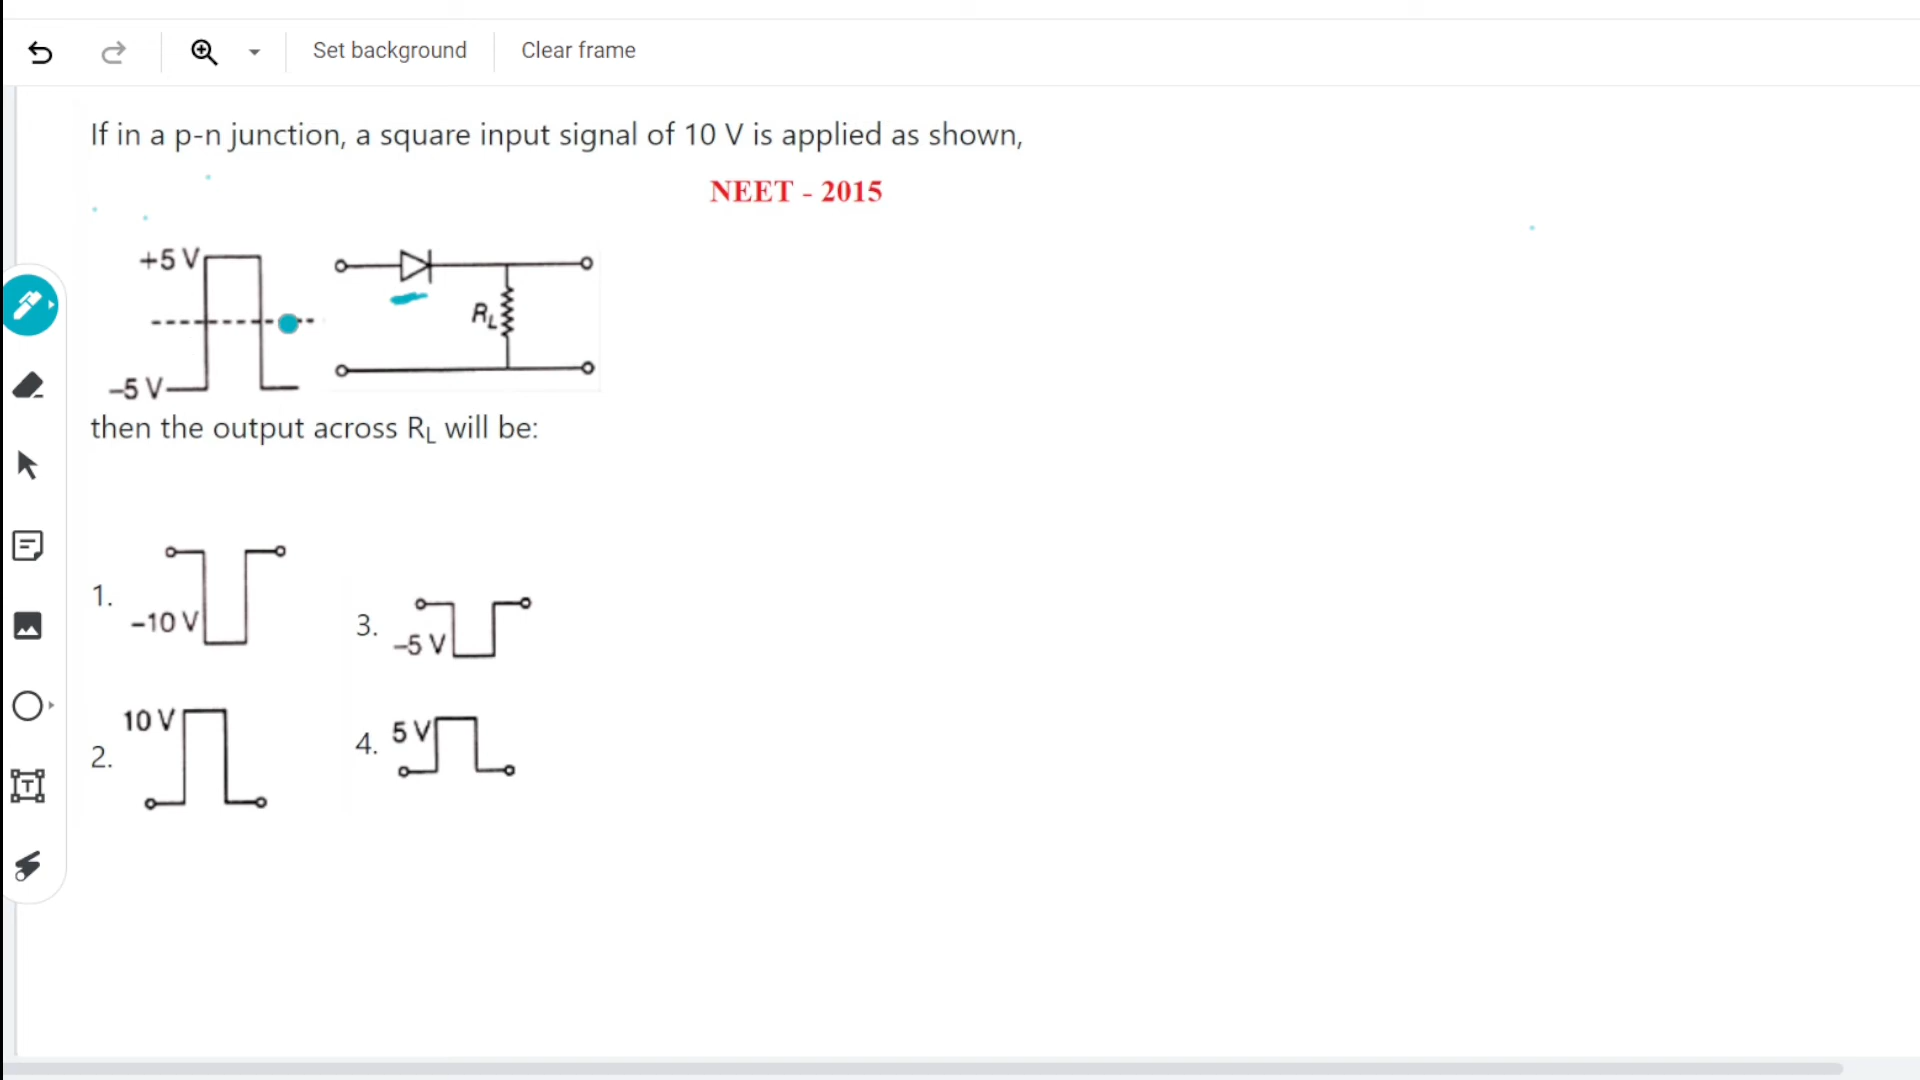 Set background Clear frame
If in a p-n junction, a square input signal of 10 V is applied as shown,
NEET - 2015
+5 V
RL
–5 V
then the output across RL will be:
1.
–10 V
3.
–5 V
10 V
2.
5 V
4.